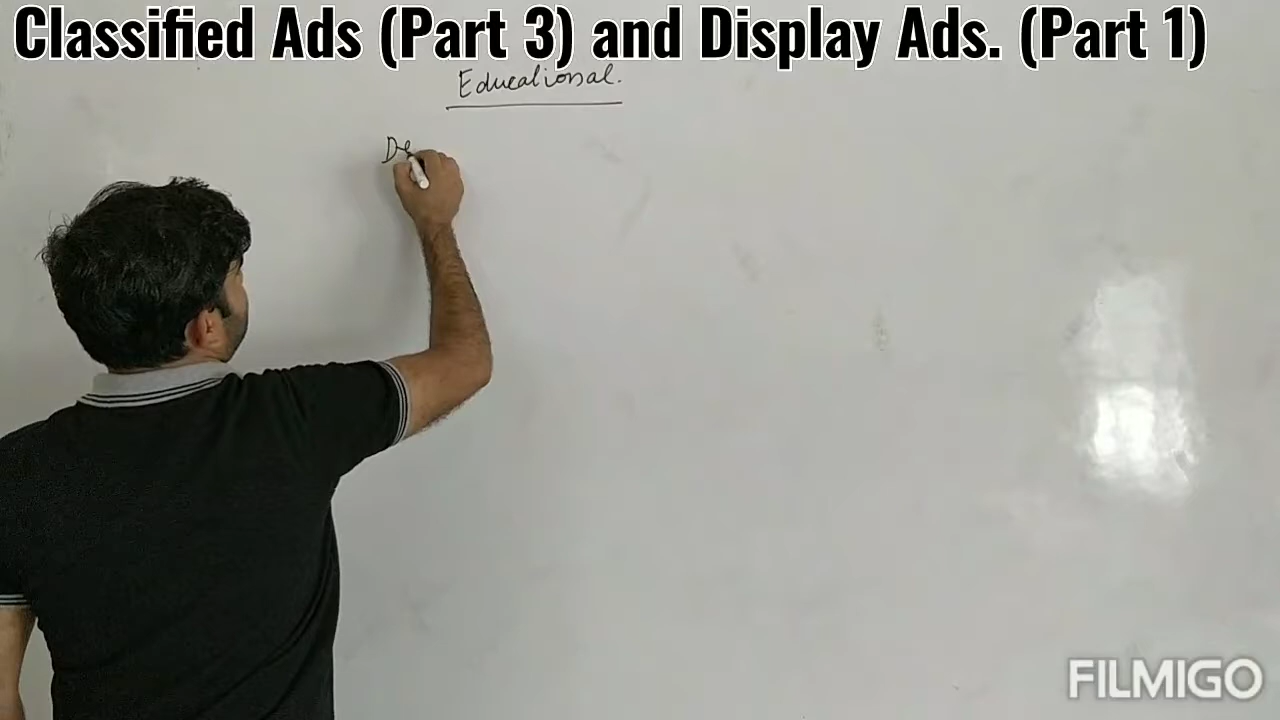 Classified Ads (Part 3) and Display Ads. (Part 1)
Educational.
De
FILMIGO